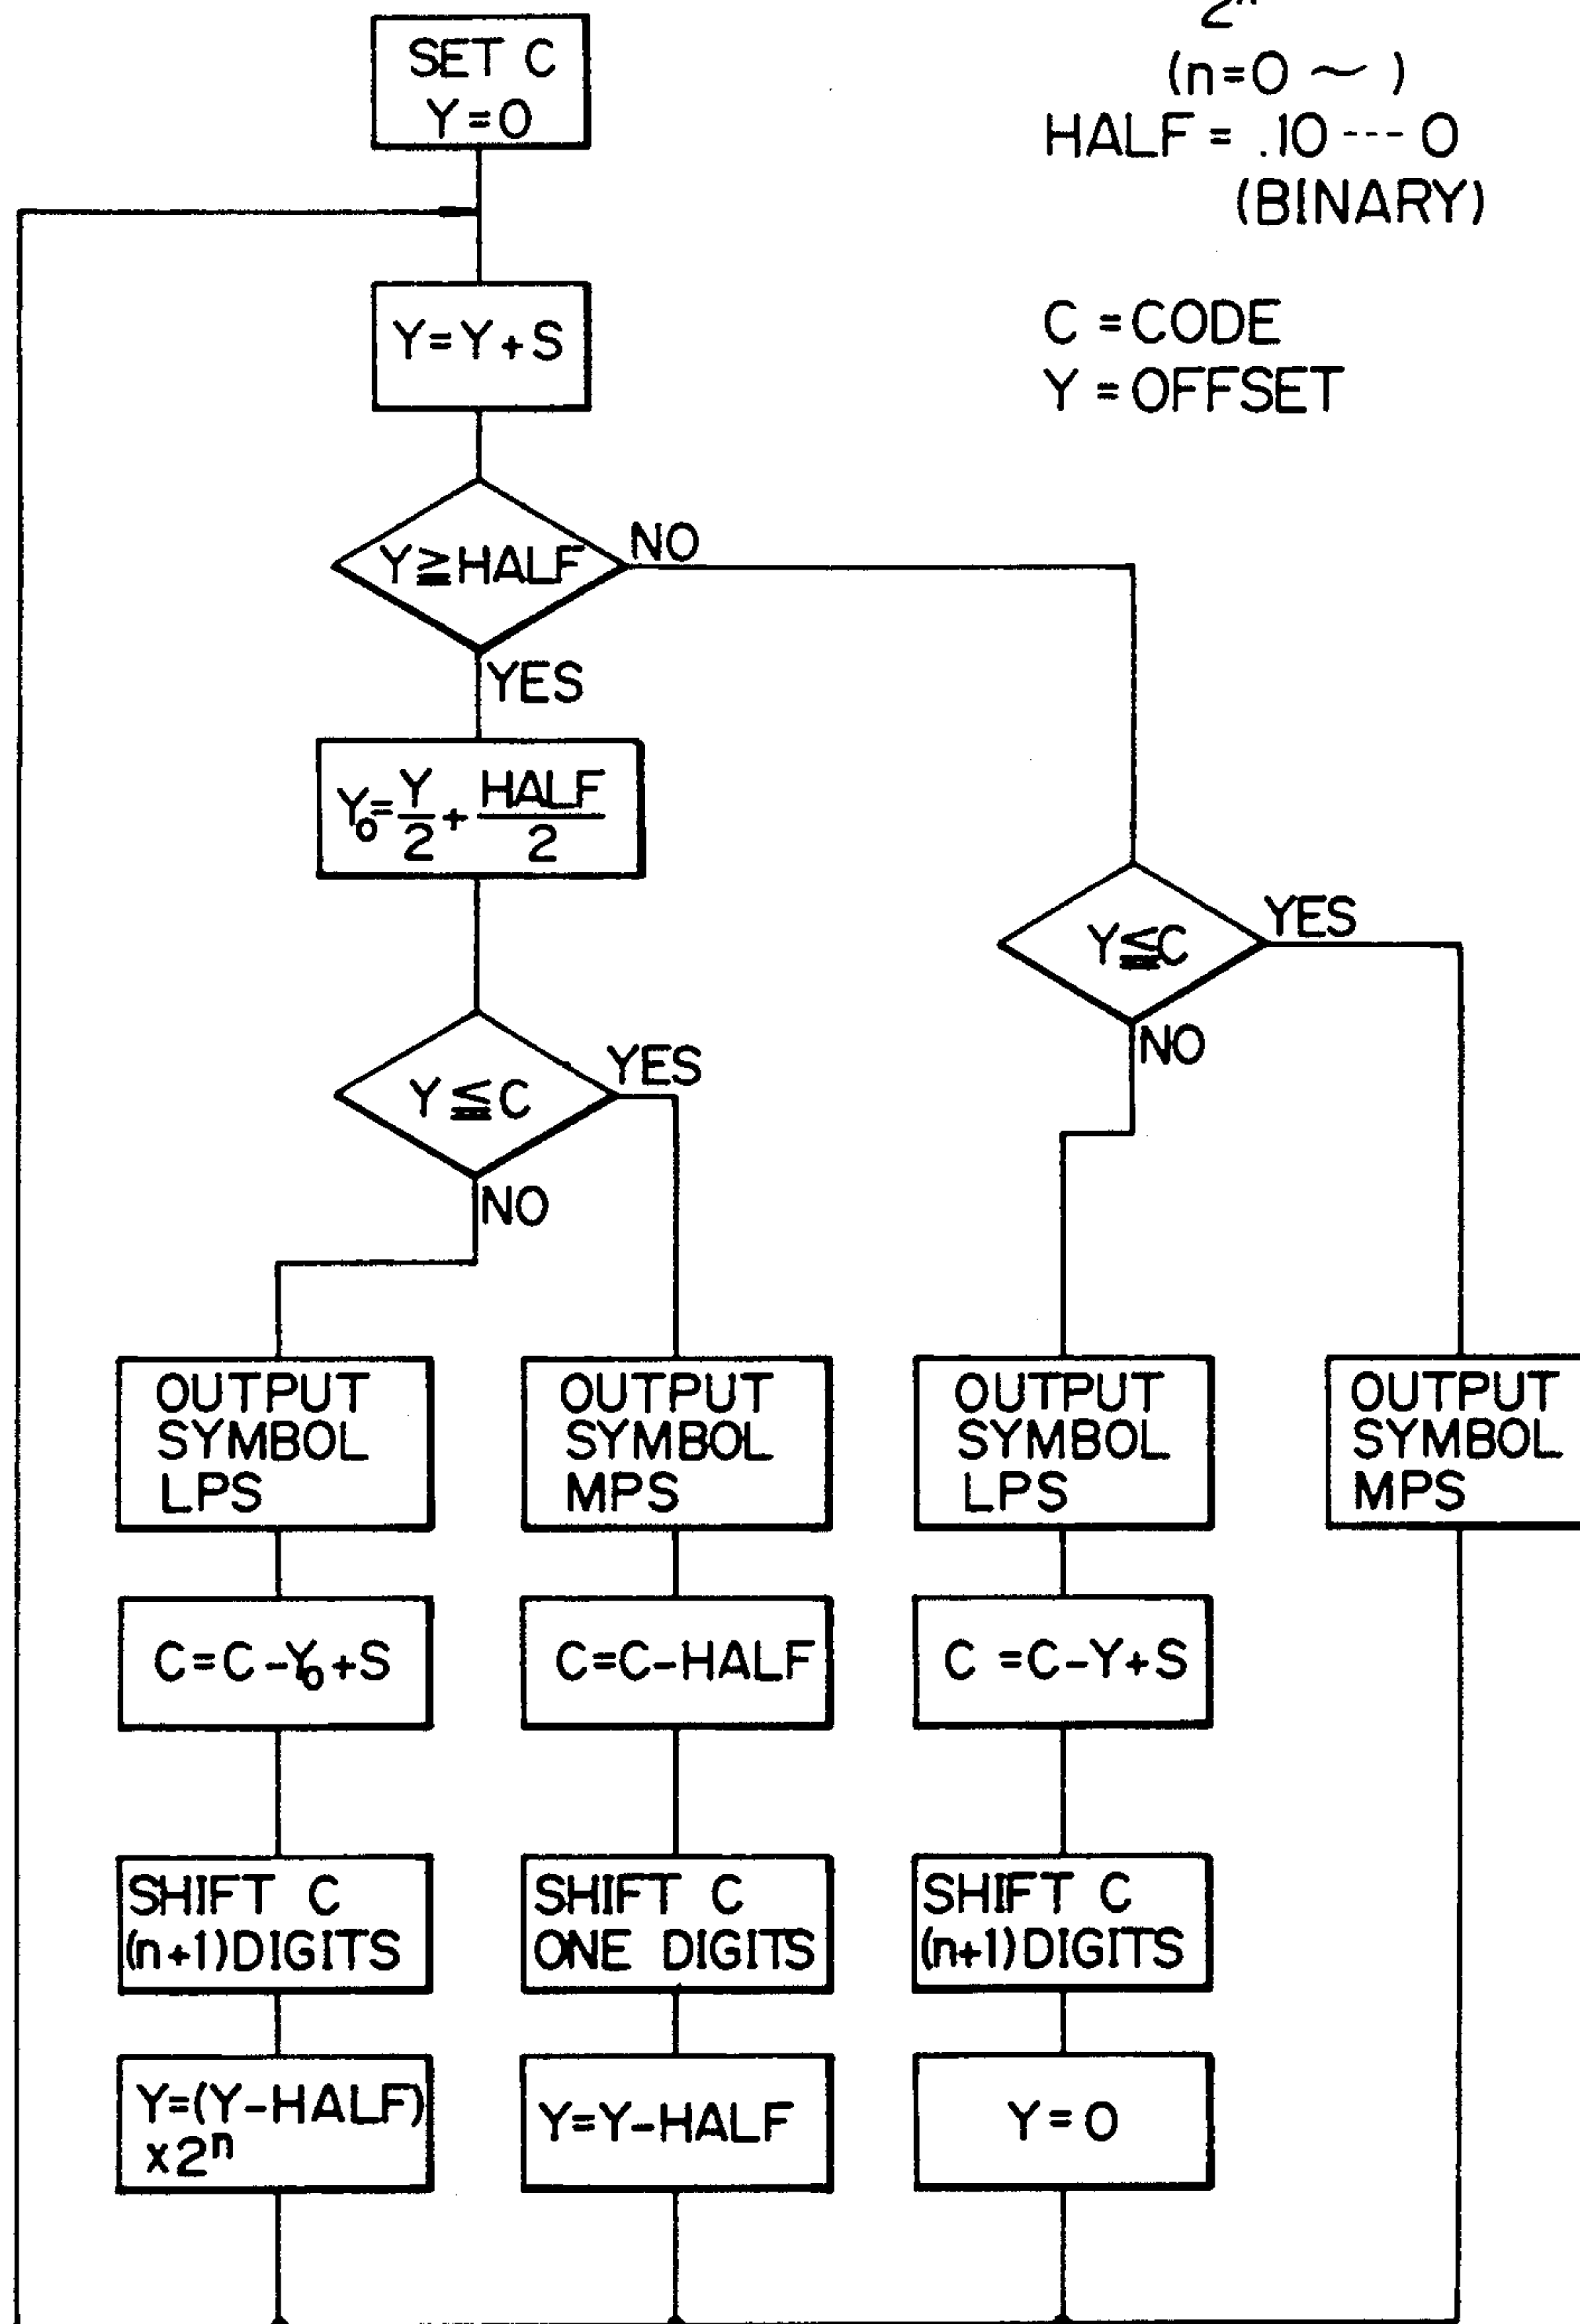 SET C
Y=0
2ⁿ
(n=0 ~ )
HALF = .10---0
(BINARY)
Y=Y+S
C = CODE
Y = OFFSET
Y≧HALF
NO
YES
Y₀=Y/2+HALF/2
Y≦C
YES
NO
Y≦C
YES
NO
OUTPUT
SYMBOL
LPS
OUTPUT
SYMBOL
MPS
OUTPUT
SYMBOL
LPS
OUTPUT
SYMBOL
MPS
C=C-Y₀+S
C=C-HALF
C =C-Y+S
SHIFT C
(n+1)DIGITS
SHIFT C
ONE DIGITS
SHIFT C
(n+1)DIGITS
Y=(Y-HALF)
x2ⁿ
Y=Y-HALF
Y=0